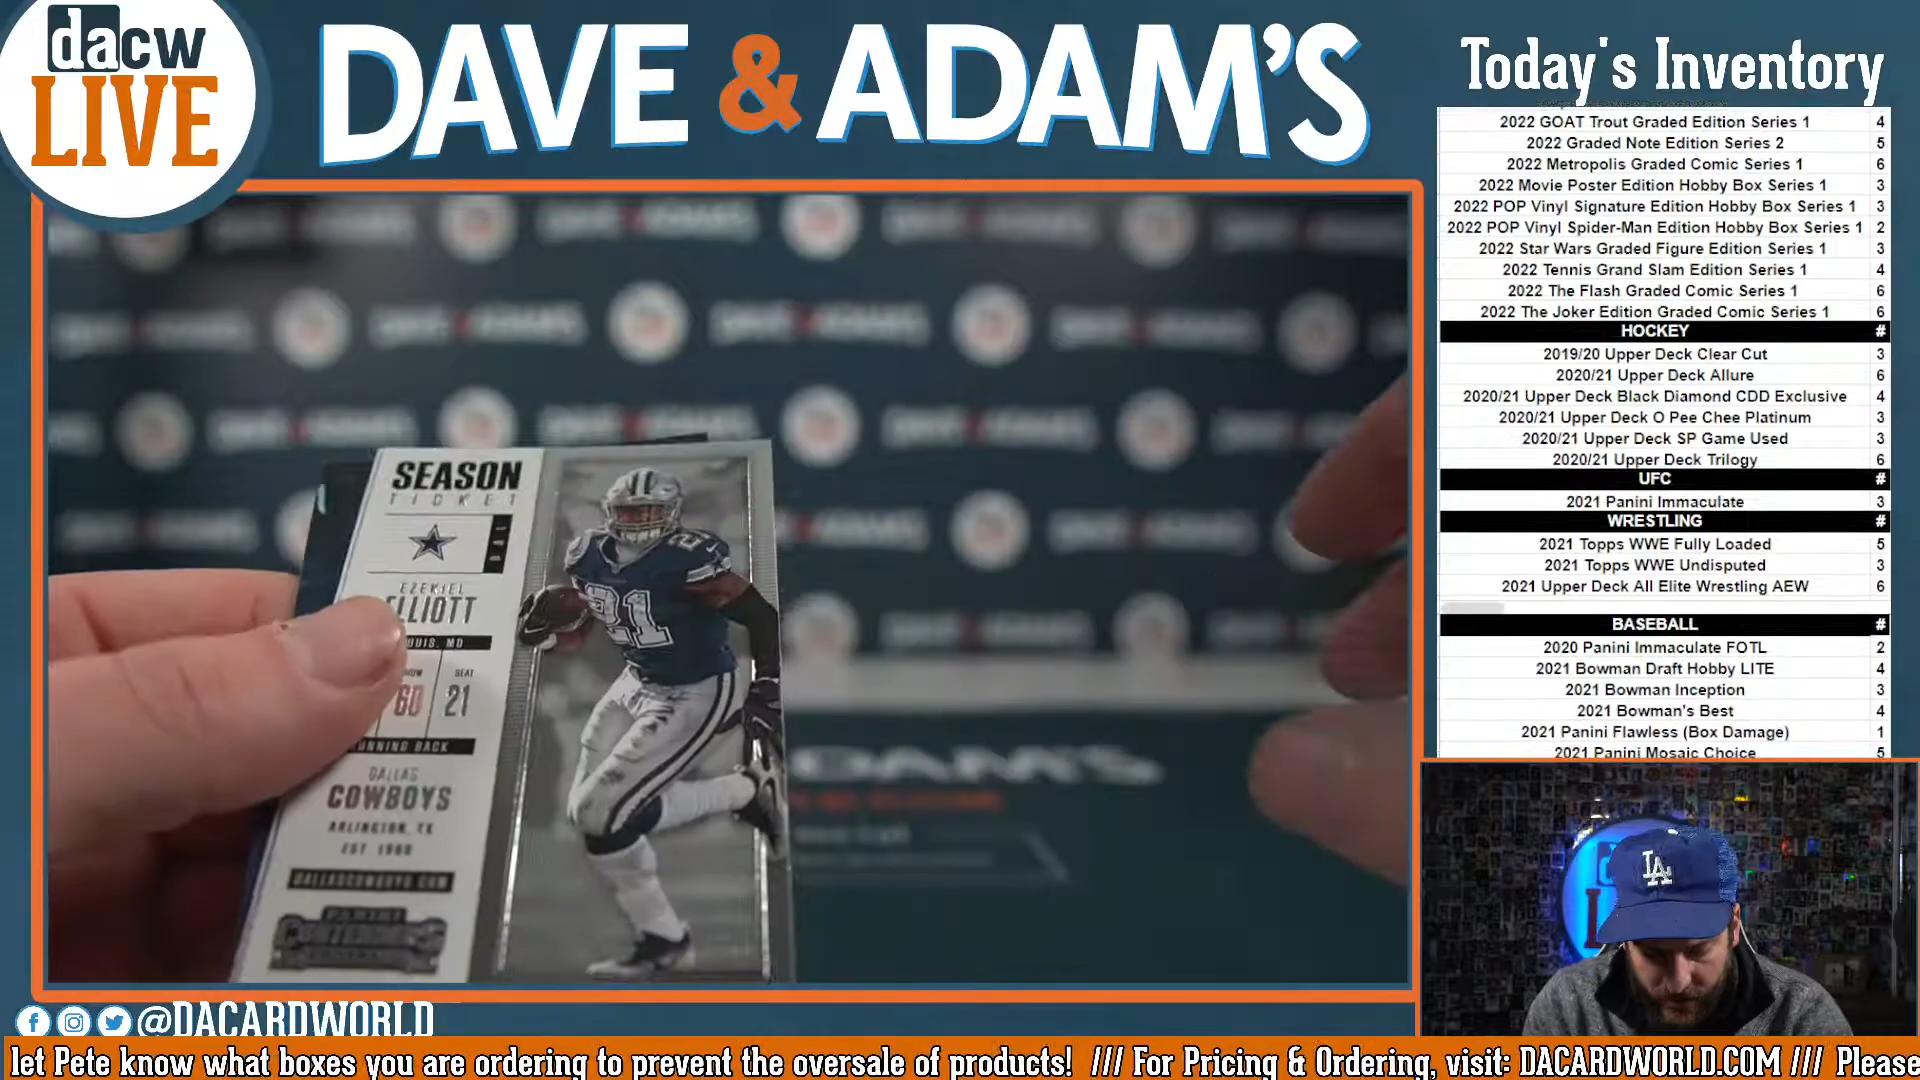 dacw
LIVE
DAVE & ADAM'S
Today's Inventory
2022 GOAT Trout Graded Edition Series 1 4
2022 Graded Note Edition Series 2 5
2022 Metropolis Graded Comic Series 1 6
2022 Movie Poster Edition Hobby Box Series 1 3
2022 POP Vinyl Signature Edition Hobby Box Series 1 3
2022 POP Vinyl Spider-Man Edition Hobby Box Series 1 2
2022 Star Wars Graded Figure Edition Series 1 3
2022 Tennis Grand Slam Edition Series 1 4
2022 The Flash Graded Comic Series 1 6
2022 The Joker Edition Graded Comic Series 1 6
HOCKEY #
2019/20 Upper Deck Clear Cut 3
2020/21 Upper Deck Allure 6
2020/21 Upper Deck Black Diamond CDD Exclusive 4
2020/21 Upper Deck O Pee Chee Platinum 3
2020/21 Upper Deck SP Game Used 3
2020/21 Upper Deck Trilogy 6
UFC #
2021 Panini Immaculate 3
WRESTLING #
2021 Topps WWE Fully Loaded 5
2021 Topps WWE Undisputed 3
2021 Upper Deck All Elite Wrestling AEW 6
BASEBALL #
2020 Panini Immaculate FOTL 2
2021 Bowman Draft Hobby LITE 4
2021 Bowman Inception 3
2021 Bowman's Best 4
2021 Panini Flawless (Box Damage) 1
2021 Panini Mosaic Choice 5
SEASON
TICKET
DAL
EZEKIEL
ELLIOTT
SEAT
60 21
DALLAS
COWBOYS
ARLINGTON, TX
EST 1960
DALLASCOWBOYS.COM
PANINI
21
LA
@DACARDWORLD
let Pete know what boxes you are ordering to prevent the oversale of products! /// For Pricing & Ordering, visit: DACARDWORLD.COM /// Please